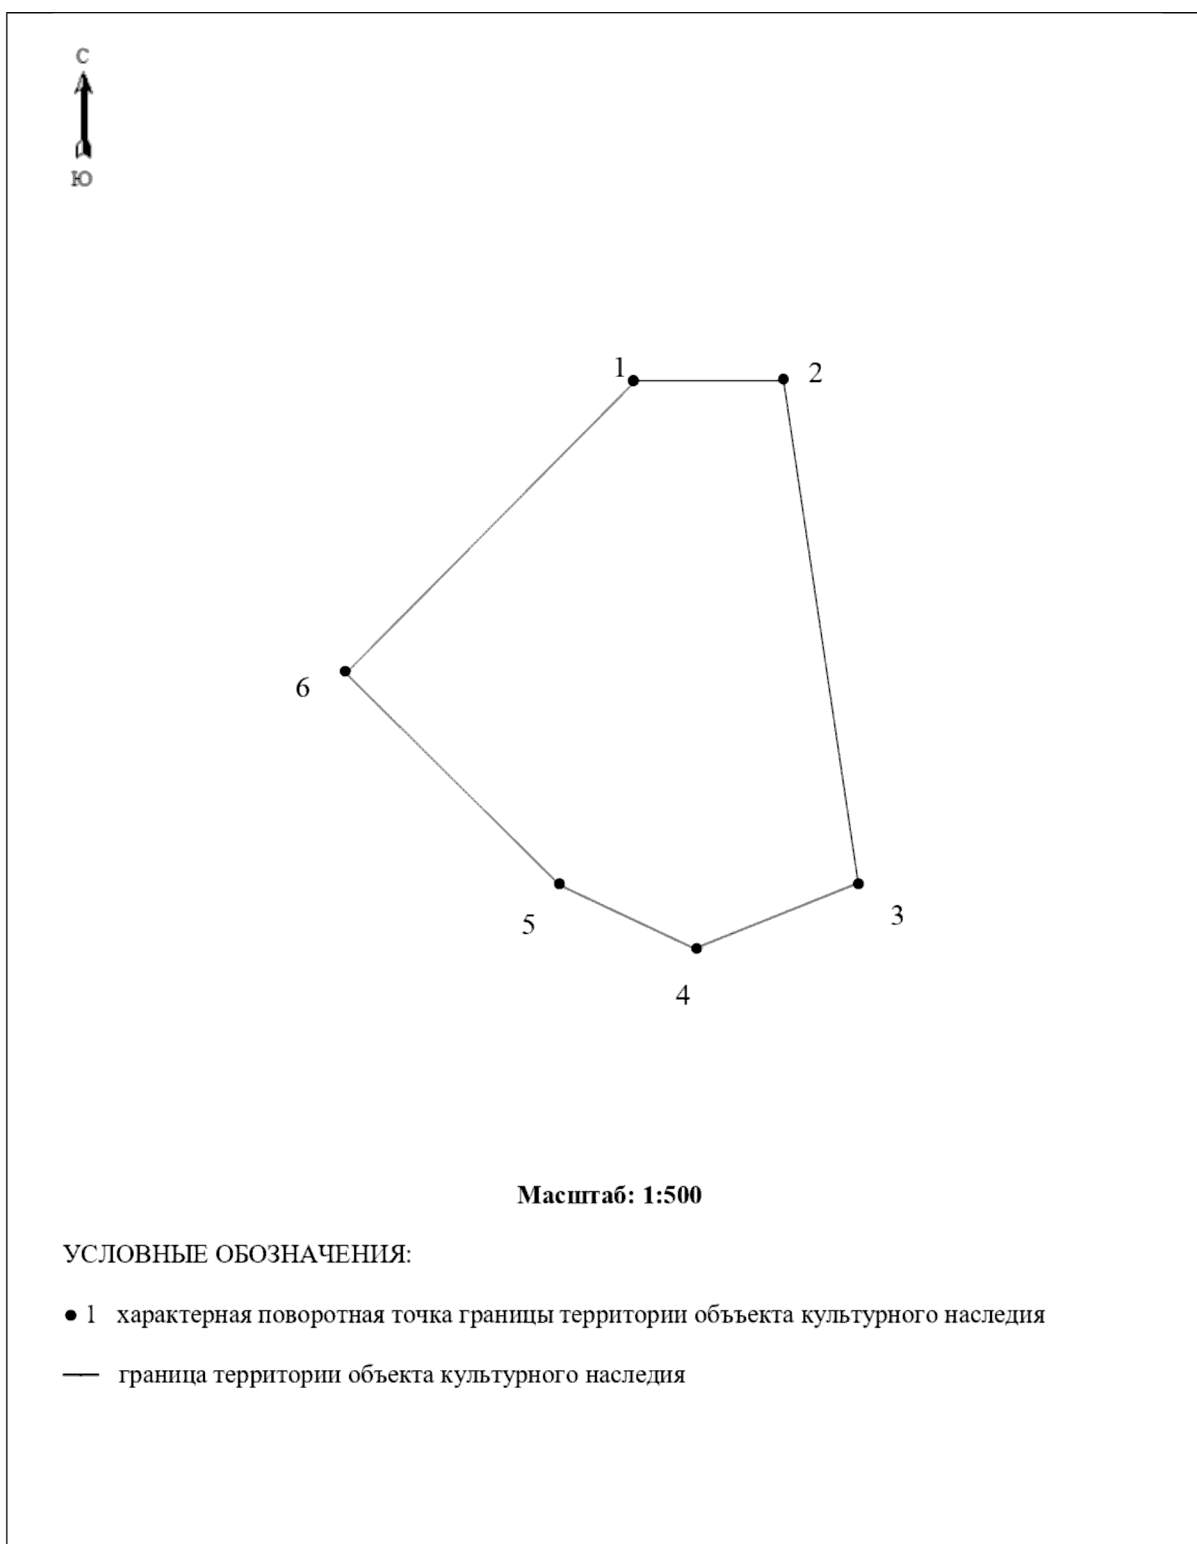 С
Ю
1
2
6
5
3
4
Масштаб: 1:500
УСЛОВНЫЕ ОБОЗНАЧЕНИЯ:
● 1 характерная поворотная точка границы территории объъекта культурного наследия
— граница территории объекта культурного наследия